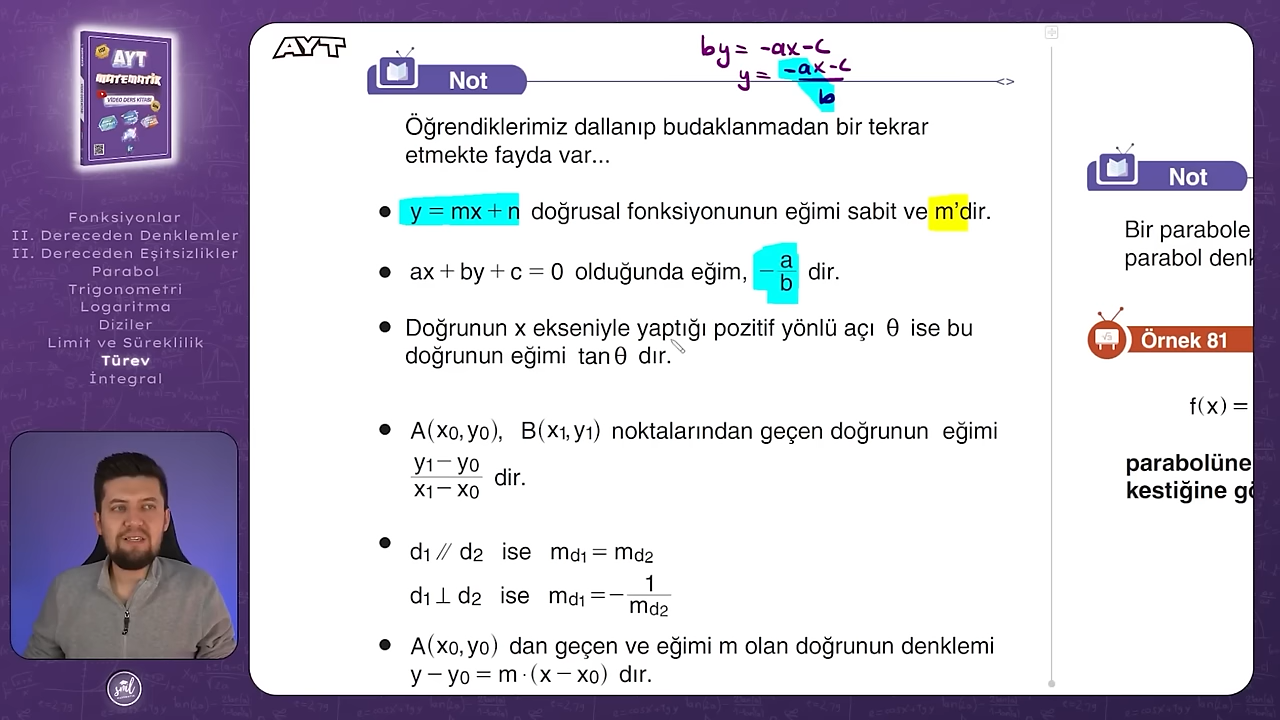 AYT
MATEMATİK
VİDEO DERS KİTABI
Fonksiyonlar
II. Dereceden Denklemler
II. Dereceden Eşitsizlikler
Parabol
Trigonometri
Logaritma
Diziler
Limit ve Süreklilik
Türev
İntegral
AYT
by = -ax-c
y = -ax-c / b
Not
Öğrendiklerimiz dallanıp budaklanmadan bir tekrar
etmekte fayda var...
• y = mx + n doğrusal fonksiyonunun eğimi sabit ve m'dir.
• ax + by + c = 0 olduğunda eğim, -a/b dir.
• Doğrunun x ekseniyle yaptığı pozitif yönlü açı θ ise bu
doğrunun eğimi tanθ dır.
• A(x₀, y₀), B(x₁, y₁) noktalarından geçen doğrunun eğimi
y₁ − y₀ / x₁ − x₀ dir.
• d₁ // d₂ ise m_d₁ = m_d₂
d₁ ⊥ d₂ ise m_d₁ = − 1/m_d₂
• A(x₀, y₀) dan geçen ve eğimi m olan doğrunun denklemi
y − y₀ = m · (x − x₀) dır.
Not
Bir parabole
parabol denk
Örnek 81
f(x) =
parabolüne
kestiğine gö